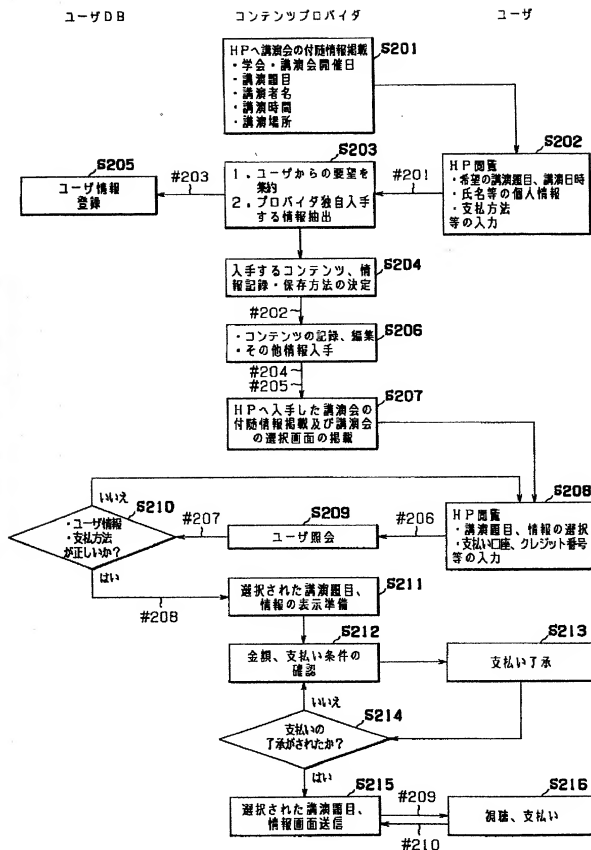 ユーザDB
コンテンツプロバイダ
ユーザ
S201
HPへ講演会の付随情報掲載
・学会・講演会開催日
・講演題目
・講演者名
・講演時間
・講演場所
S202
HP閲覧
・希望の講演題目、講演日時
・氏名等の個人情報
・支払方法
等の入力
#201
S203
1.ユーザからの要望を
集約
2.プロバイダ独自入手
する情報抽出
#203
S205
ユーザ情報
登録
S204
入手するコンテンツ、情
報記録・保存方法の決定
#202
S206
・コンテンツの記録、編集
・その他情報入手
#204
#205
S207
HPへ入手した講演会の
付随情報掲載及び講演会
の選択画面の掲載
S208
HP閲覧
・講演題目、情報の選択
・支払い口座、クレジット番号
等の入力
#206
S209
ユーザ照会
#207
S210
・ユーザ情報
・支払方法
が正しいか?
いいえ
はい
#208
S211
選択された講演題目、
情報の表示準備
S212
金額、支払い条件の
確認
S213
支払い了承
いいえ
S214
支払いの
了承がされたか?
はい
S215
選択された講演題目、
情報画面送信
#209
#210
S216
視聴、支払い